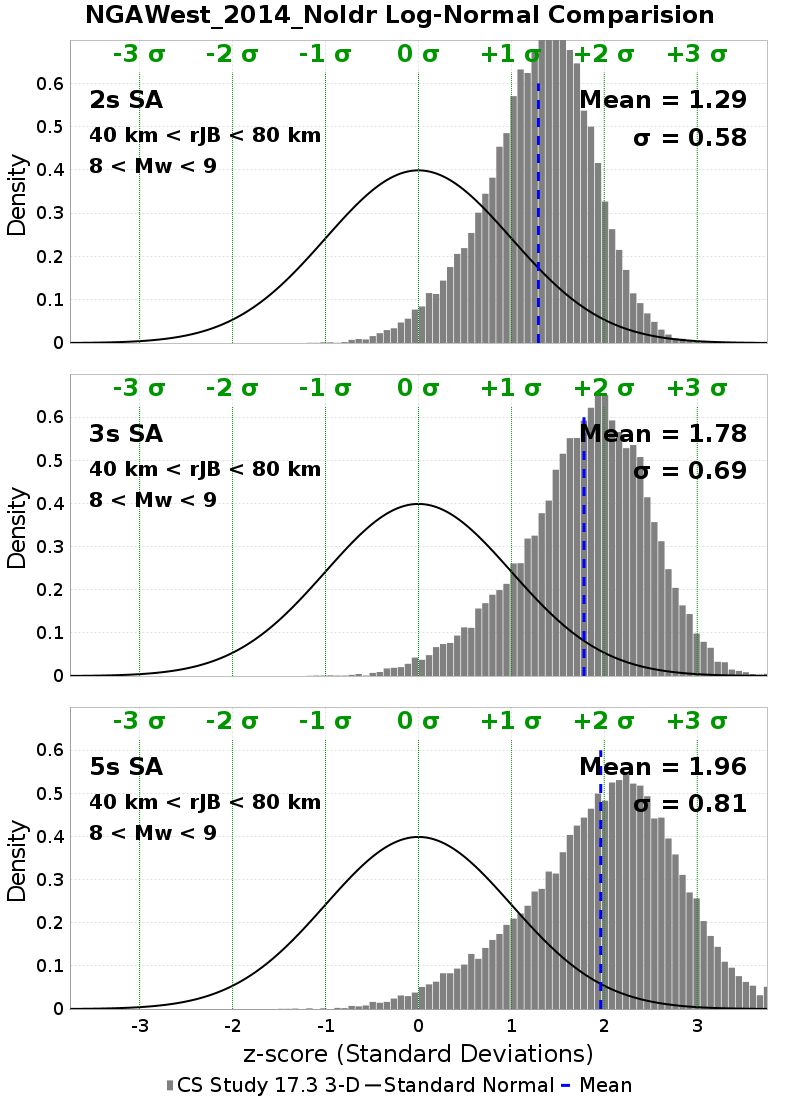 NGAWest_2014_NoIdr Log-Normal Comparision
-3 σ -2 σ -1 σ 0 σ +1 σ +2 σ +3 σ
2s SA
Mean = 1.29
40 km < rJB < 80 km
σ = 0.58
8 < Mw < 9
Density
0.6
0.5
0.4
0.3
0.2
0.1
0
-3 σ -2 σ -1 σ 0 σ +1 σ +2 σ +3 σ
3s SA
Mean = 1.78
40 km < rJB < 80 km
σ = 0.69
8 < Mw < 9
Density
0.6
0.5
0.4
0.3
0.2
0.1
0
-3 σ -2 σ -1 σ 0 σ +1 σ +2 σ +3 σ
5s SA
Mean = 1.96
40 km < rJB < 80 km
σ = 0.81
8 < Mw < 9
Density
0.6
0.5
0.4
0.3
0.2
0.1
0
-3 -2 -1 0 1 2 3
z-score (Standard Deviations)
CS Study 17.3 3-D Standard Normal Mean